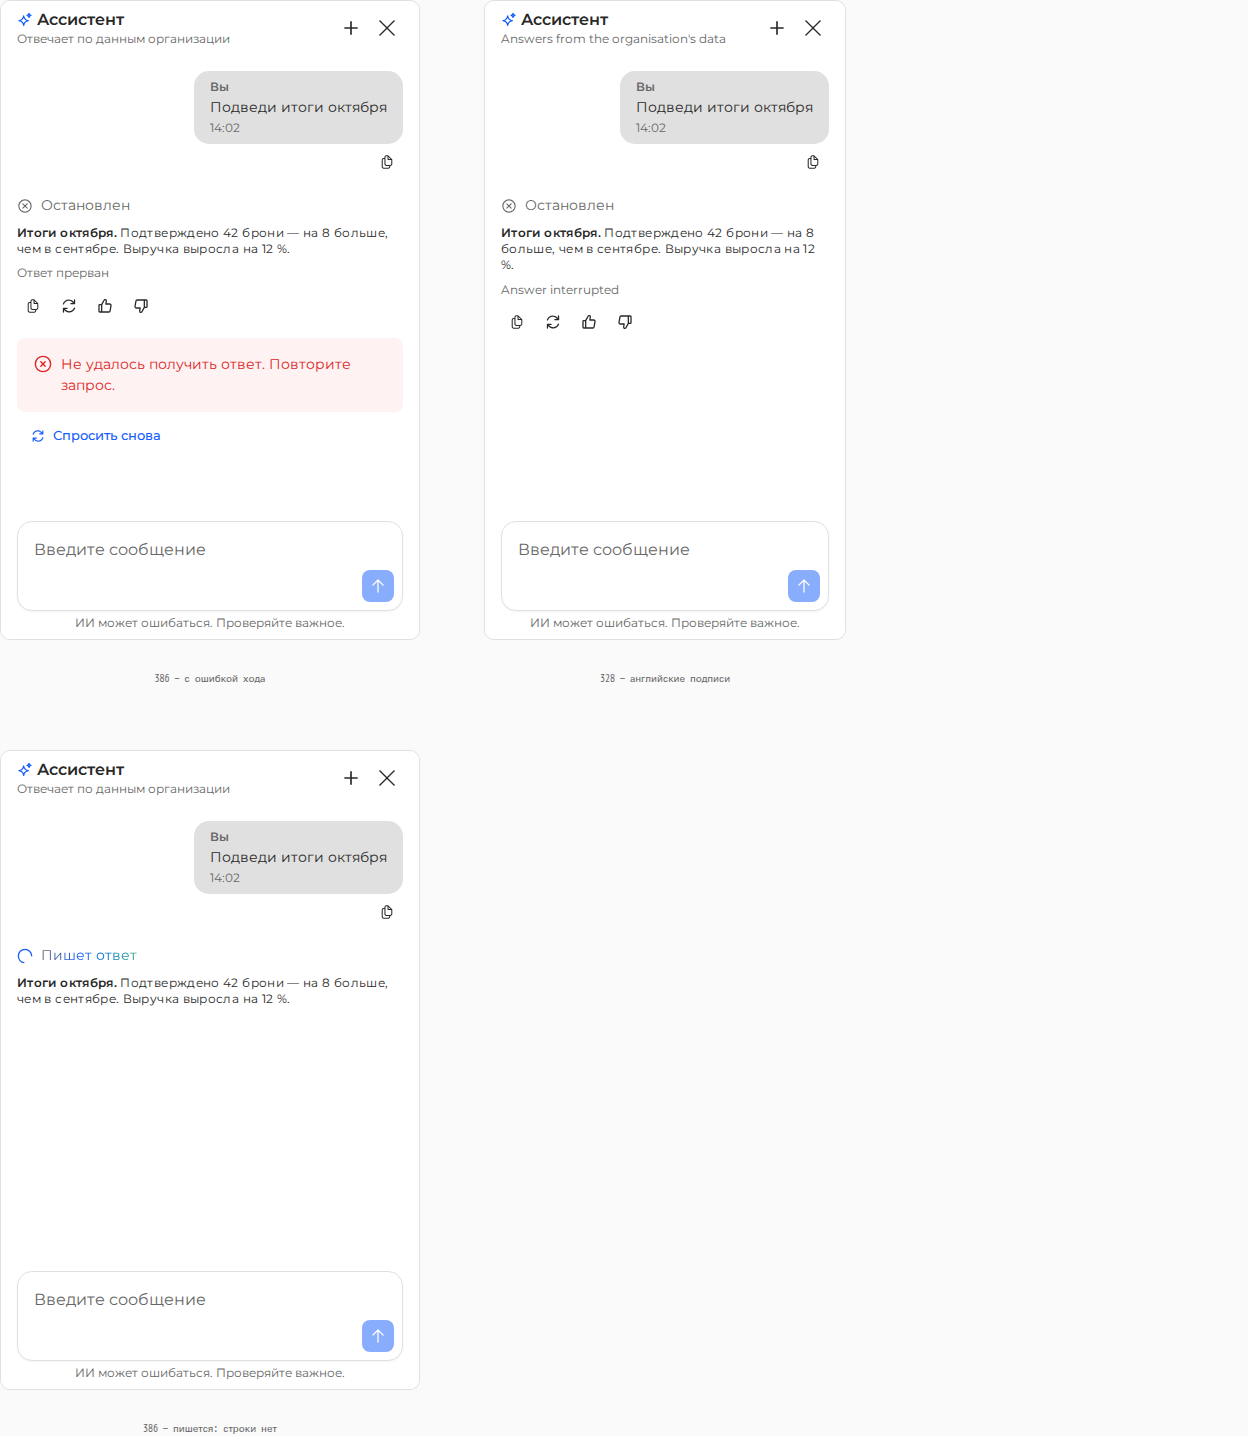 Ассистент
Отвечает по данным организации
Вы
Подведи итоги октября
14:02
Остановлен
Итоги октября. Подтверждено 42 брони — на 8 больше,
чем в сентябре. Выручка выросла на 12 %.
Ответ прерван
Не удалось получить ответ. Повторите
запрос.
Спросить снова
Введите сообщение
ИИ может ошибаться. Проверяйте важное.
386 — с ошибкой хода
Ассистент
Answers from the organisation's data
Вы
Подведи итоги октября
14:02
Остановлен
Итоги октября. Подтверждено 42 брони — на 8
больше, чем в сентябре. Выручка выросла на 12
%.
Answer interrupted
Введите сообщение
ИИ может ошибаться. Проверяйте важное.
328 — английские подписи
Ассистент
Отвечает по данным организации
Вы
Подведи итоги октября
14:02
Пишет ответ
Итоги октября. Подтверждено 42 брони — на 8 больше,
чем в сентябре. Выручка выросла на 12 %.
Введите сообщение
ИИ может ошибаться. Проверяйте важное.
386 — пишется: строки нет